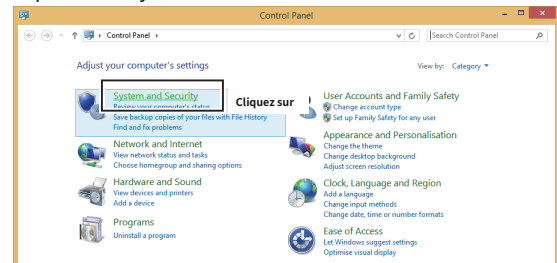 Control Panel
Control Panel
Search Control Panel
Adjust your computer's settings
View by: Category
System and Security
Review your computer's status
Save backup copies of your files with File History
Find and fix problems
Cliquez sur
Network and Internet
View network status and tasks
Choose homegroup and sharing options
Hardware and Sound
View devices and printers
Add a device
Programs
Uninstall a program
User Accounts and Family Safety
Change account type
Set up Family Safety for any user
Appearance and Personalisation
Change the theme
Change desktop background
Adjust screen resolution
Clock, Language and Region
Add a language
Change input methods
Change date, time or number formats
Ease of Access
Let Windows suggest settings
Optimise visual display